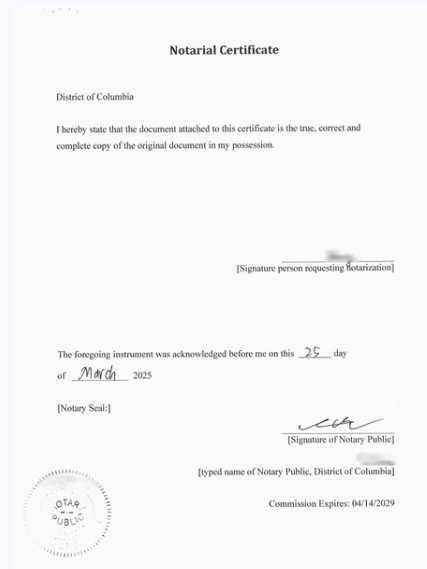 Notarial Certificate
District of Columbia
I hereby state that the document attached to this certificate is the true, correct and
complete copy of the original document in my possession.
[Signature person requesting notarization]
The foregoing instrument was acknowledged before me on this 25 day
of March 2025
[Notary Seal:]
[Signature of Notary Public]
[typed name of Notary Public, District of Columbia]
NOTARY
PUBLIC
Commission Expires: 04/14/2029